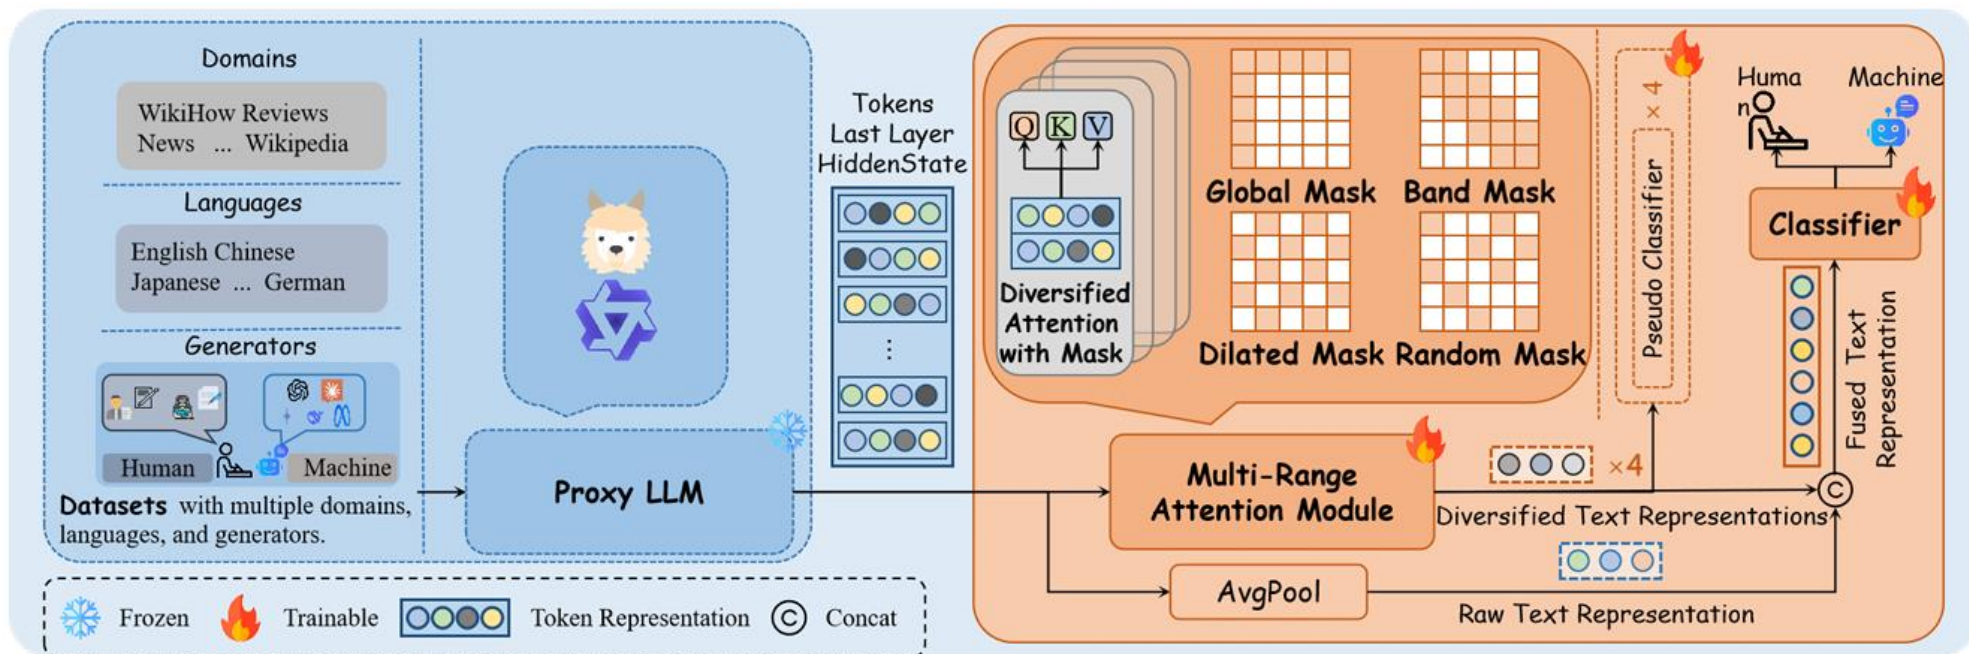 Domains
WikiHow Reviews
News ... Wikipedia
Languages
English Chinese
Japanese ... German
Generators
Human
Machine
Datasets with multiple domains,
languages, and generators.
Proxy LLM
Tokens
Last Layer
HiddenState
⋮
Q K V
Diversified
Attention
with Mask
Global Mask
Band Mask
Dilated Mask
Random Mask
Multi-Range
Attention Module
×4
Diversified Text Representations
AvgPool
Raw Text Representation
Pseudo Classifier
× 4
Huma
n
Machine
Classifier
Fused Text
Representation
C
Frozen
Trainable
Token Representation
C
Concat